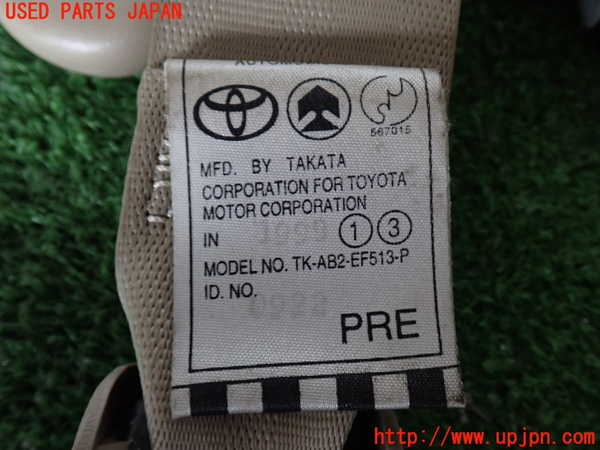 USED PARTS JAPAN
567015
MFD. BY TAKATA
CORPORATION FOR TOYOTA
MOTOR CORPORATION
IN 1999 1 3
MODEL NO. TK-AB2-EF513-P
ID. NO.
PRE
http://www.upjpn.com